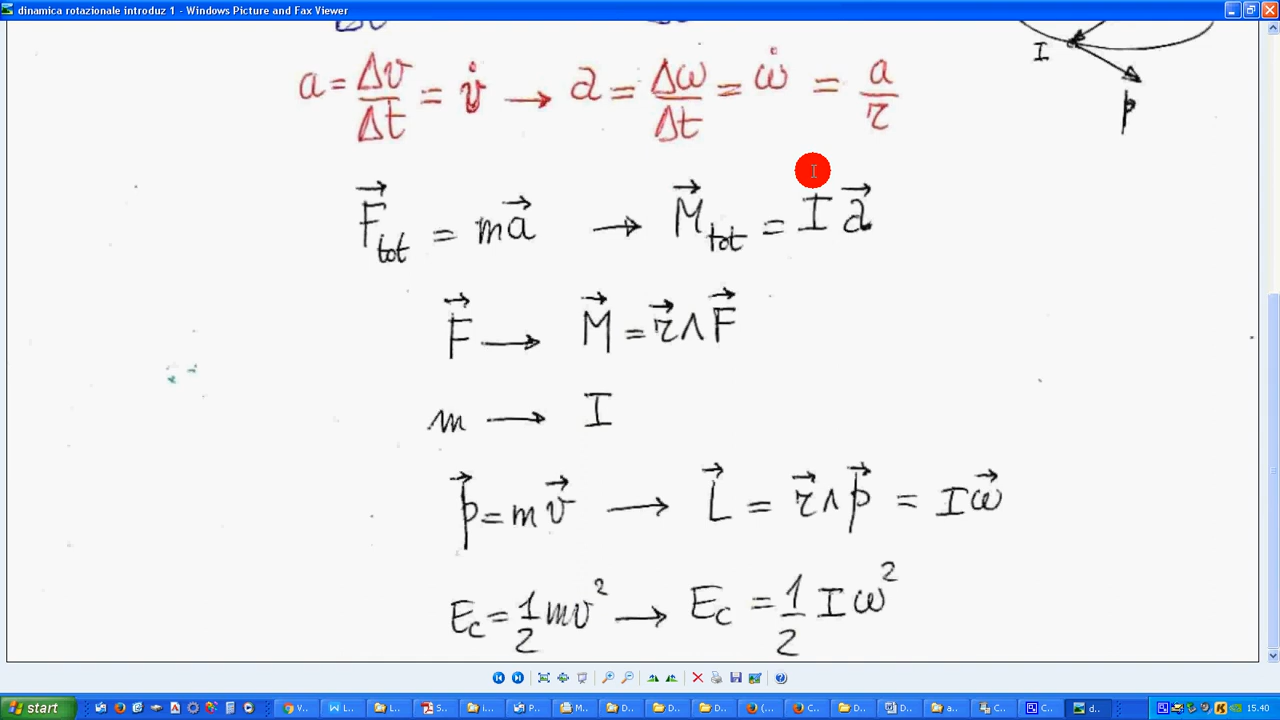 dinamica rotazionale introduz 1 - Windows Picture and Fax Viewer
a = Δv/Δt = v̇ → α = Δω/Δt = ω̇ = a/r
I
p
F⃗tot = ma⃗ → M⃗tot = I α⃗
F⃗ → M⃗ = r⃗ ∧ F⃗
m → I
p⃗ = mv⃗ → L⃗ = r⃗ ∧ p⃗ = Iω⃗
Ec = 1/2 mv² → Ec = 1/2 Iω²
start
V...
L...
S...
I...
P...
M...
D...
D...
D...
(...
C...
D...
D...
a...
C...
C...
d...
15.40